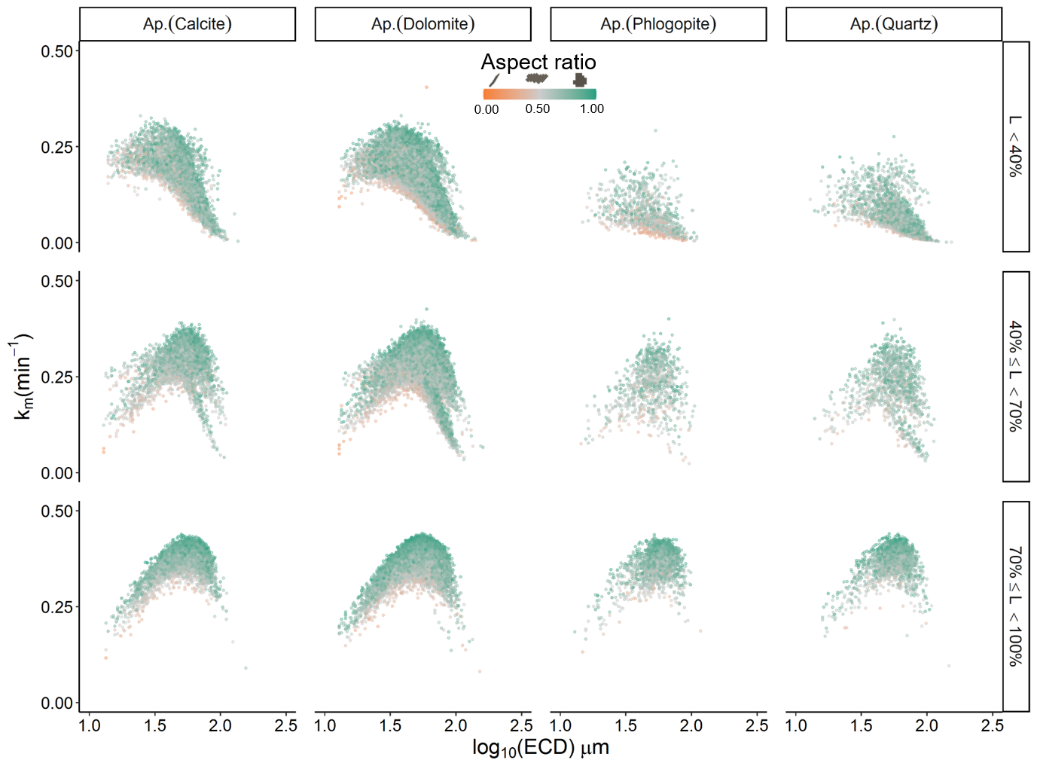 Ap.(Calcite) Ap.(Dolomite) Ap.(Phlogopite) Ap.(Quartz)
Aspect ratio
0.00 0.50 1.00
0.50
0.25
0.00
L < 40%
0.50
0.25
0.00
40% ≤ L < 70%
0.50
0.25
0.00
70% ≤ L < 100%
km(min−1)
1.0 1.5 2.0 2.5 1.0 1.5 2.0 2.5 1.0 1.5 2.0 2.5 1.0 1.5 2.0 2.5
log10(ECD) μm